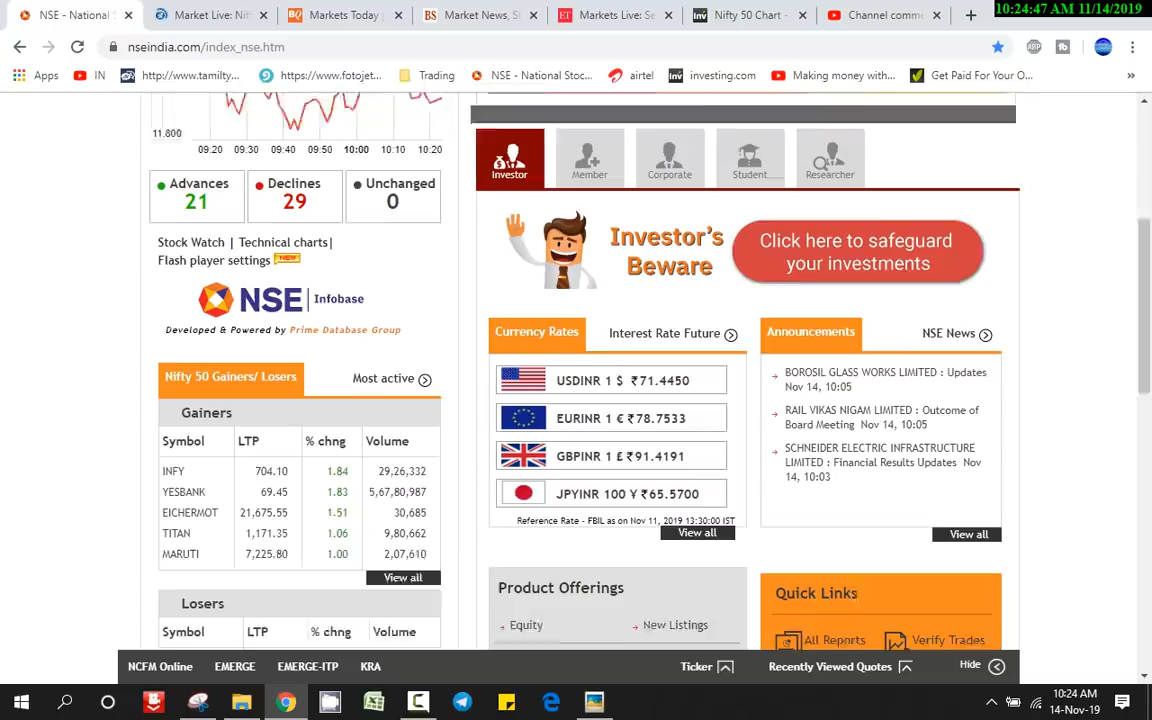 NSE - National S
Market Live: Nif
Markets Today
Market News, S
Markets Live: Se
Nifty 50 Chart -
Channel comme
10:24:47 AM 11/14/2019
nseindia.com/index_nse.htm
Apps
IN
http://www.tamilty...
https://www.fotojet...
Trading
NSE - National Stoc...
airtel
investing.com
Making money with...
Get Paid For Your O...
»
11,800
09:20 09:30 09:40 09:50 10:00 10:10 10:20
Advances
21
Declines
29
Unchanged
0
Stock Watch | Technical charts|
Flash player settings NEW
NSE Infobase
Developed & Powered by Prime Database Group
Investor
Member
Corporate
Student
Researcher
Investor's
Beware
Click here to safeguard
your investments
Currency Rates
Interest Rate Future
USDINR 1 $ ₹71.4450
EURINR 1 € ₹78.7533
GBPINR 1 £ ₹91.4191
JPYINR 100 ¥ ₹65.5700
Reference Rate - FBIL as on Nov 11, 2019 13:30:00 IST
View all
Announcements
NSE News
BOROSIL GLASS WORKS LIMITED : Updates
Nov 14, 10:05
RAIL VIKAS NIGAM LIMITED : Outcome of
Board Meeting Nov 14, 10:05
SCHNEIDER ELECTRIC INFRASTRUCTURE
LIMITED : Financial Results Updates Nov
14, 10:03
View all
Nifty 50 Gainers/ Losers
Most active
Gainers
Symbol LTP % chng Volume
INFY 704.10 1.84 29,26,332
YESBANK 69.45 1.83 5,67,80,987
EICHERMOT 21,675.55 1.51 30,685
TITAN 1,171.35 1.06 9,80,662
MARUTI 7,225.80 1.00 2,07,610
View all
Losers
Symbol LTP % chng Volume
Product Offerings
Equity
New Listings
Quick Links
All Reports
Verify Trades
NCFM Online
EMERGE
EMERGE-ITP
KRA
Ticker
Recently Viewed Quotes
Hide
10:24 AM
14-Nov-19